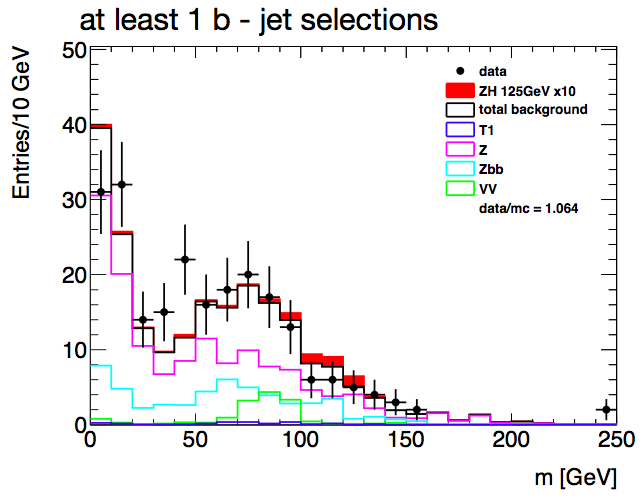 at least 1 b - jet selections
Entries/10 GeV
50
40
30
20
10
0
data
ZH 125GeV x10
total background
T1
Z
Zbb
VV
data/mc = 1.064
0 50 100 150 200 250
m [GeV]